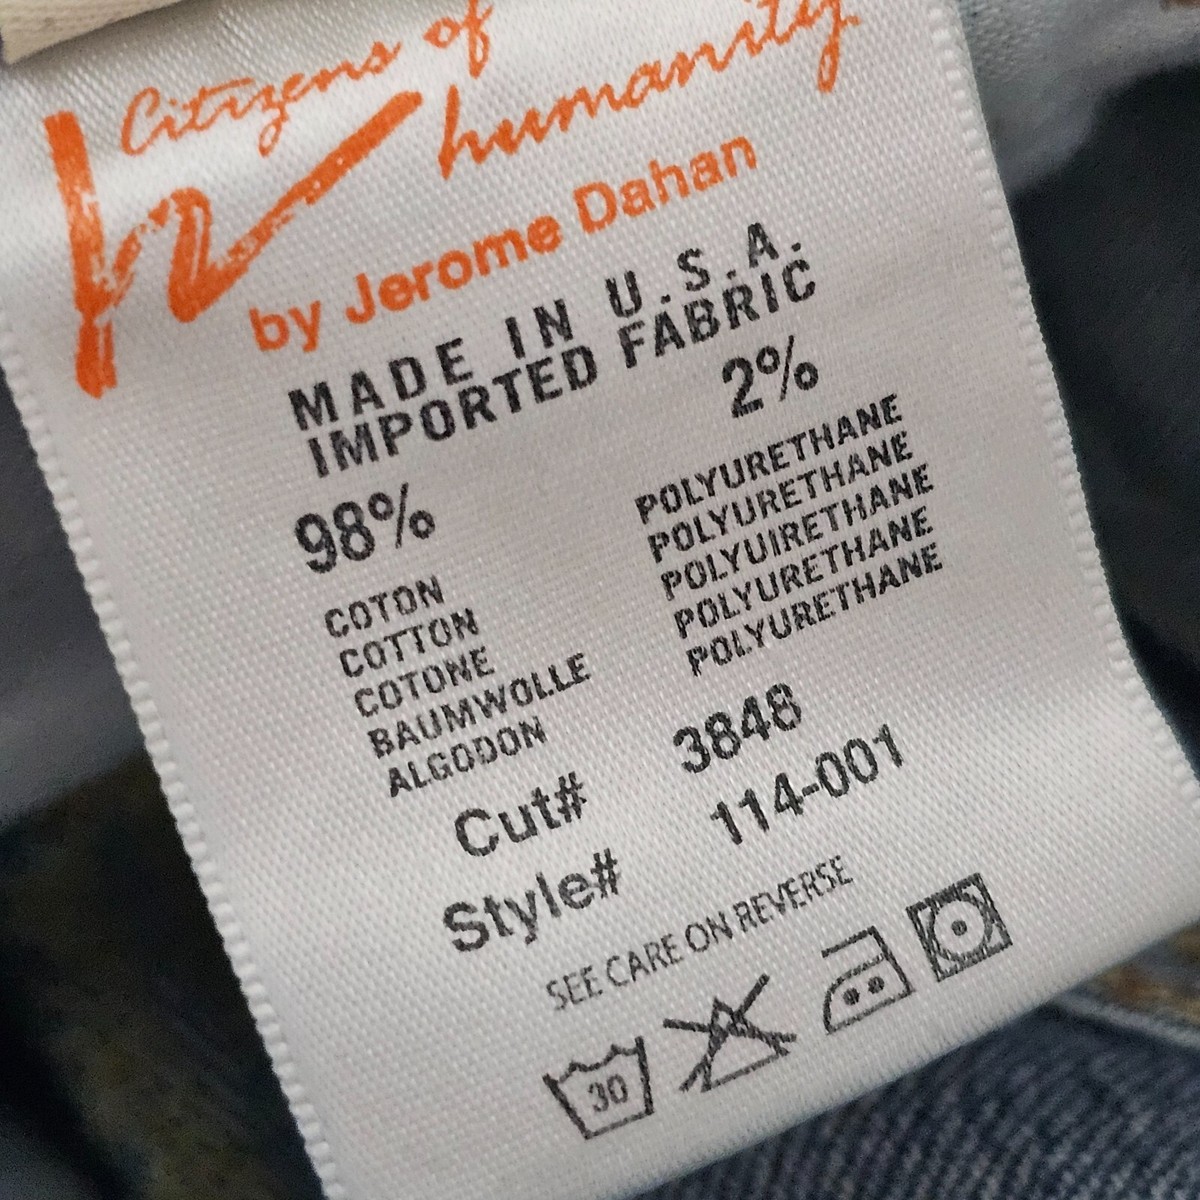 Citizens of
humanity
by Jerome Dahan
MADE IN U.S.A.
IMPORTED FABRIC
98%
COTON
COTTON
COTONE
BAUMWOLLE
ALGODON
2%
POLYURETHANE
POLYURETHANE
POLYUIRETHANE
POLYURETHANE
POLYURETHANE
Cut# 3848
Style# 114-001
SEE CARE ON REVERSE
30